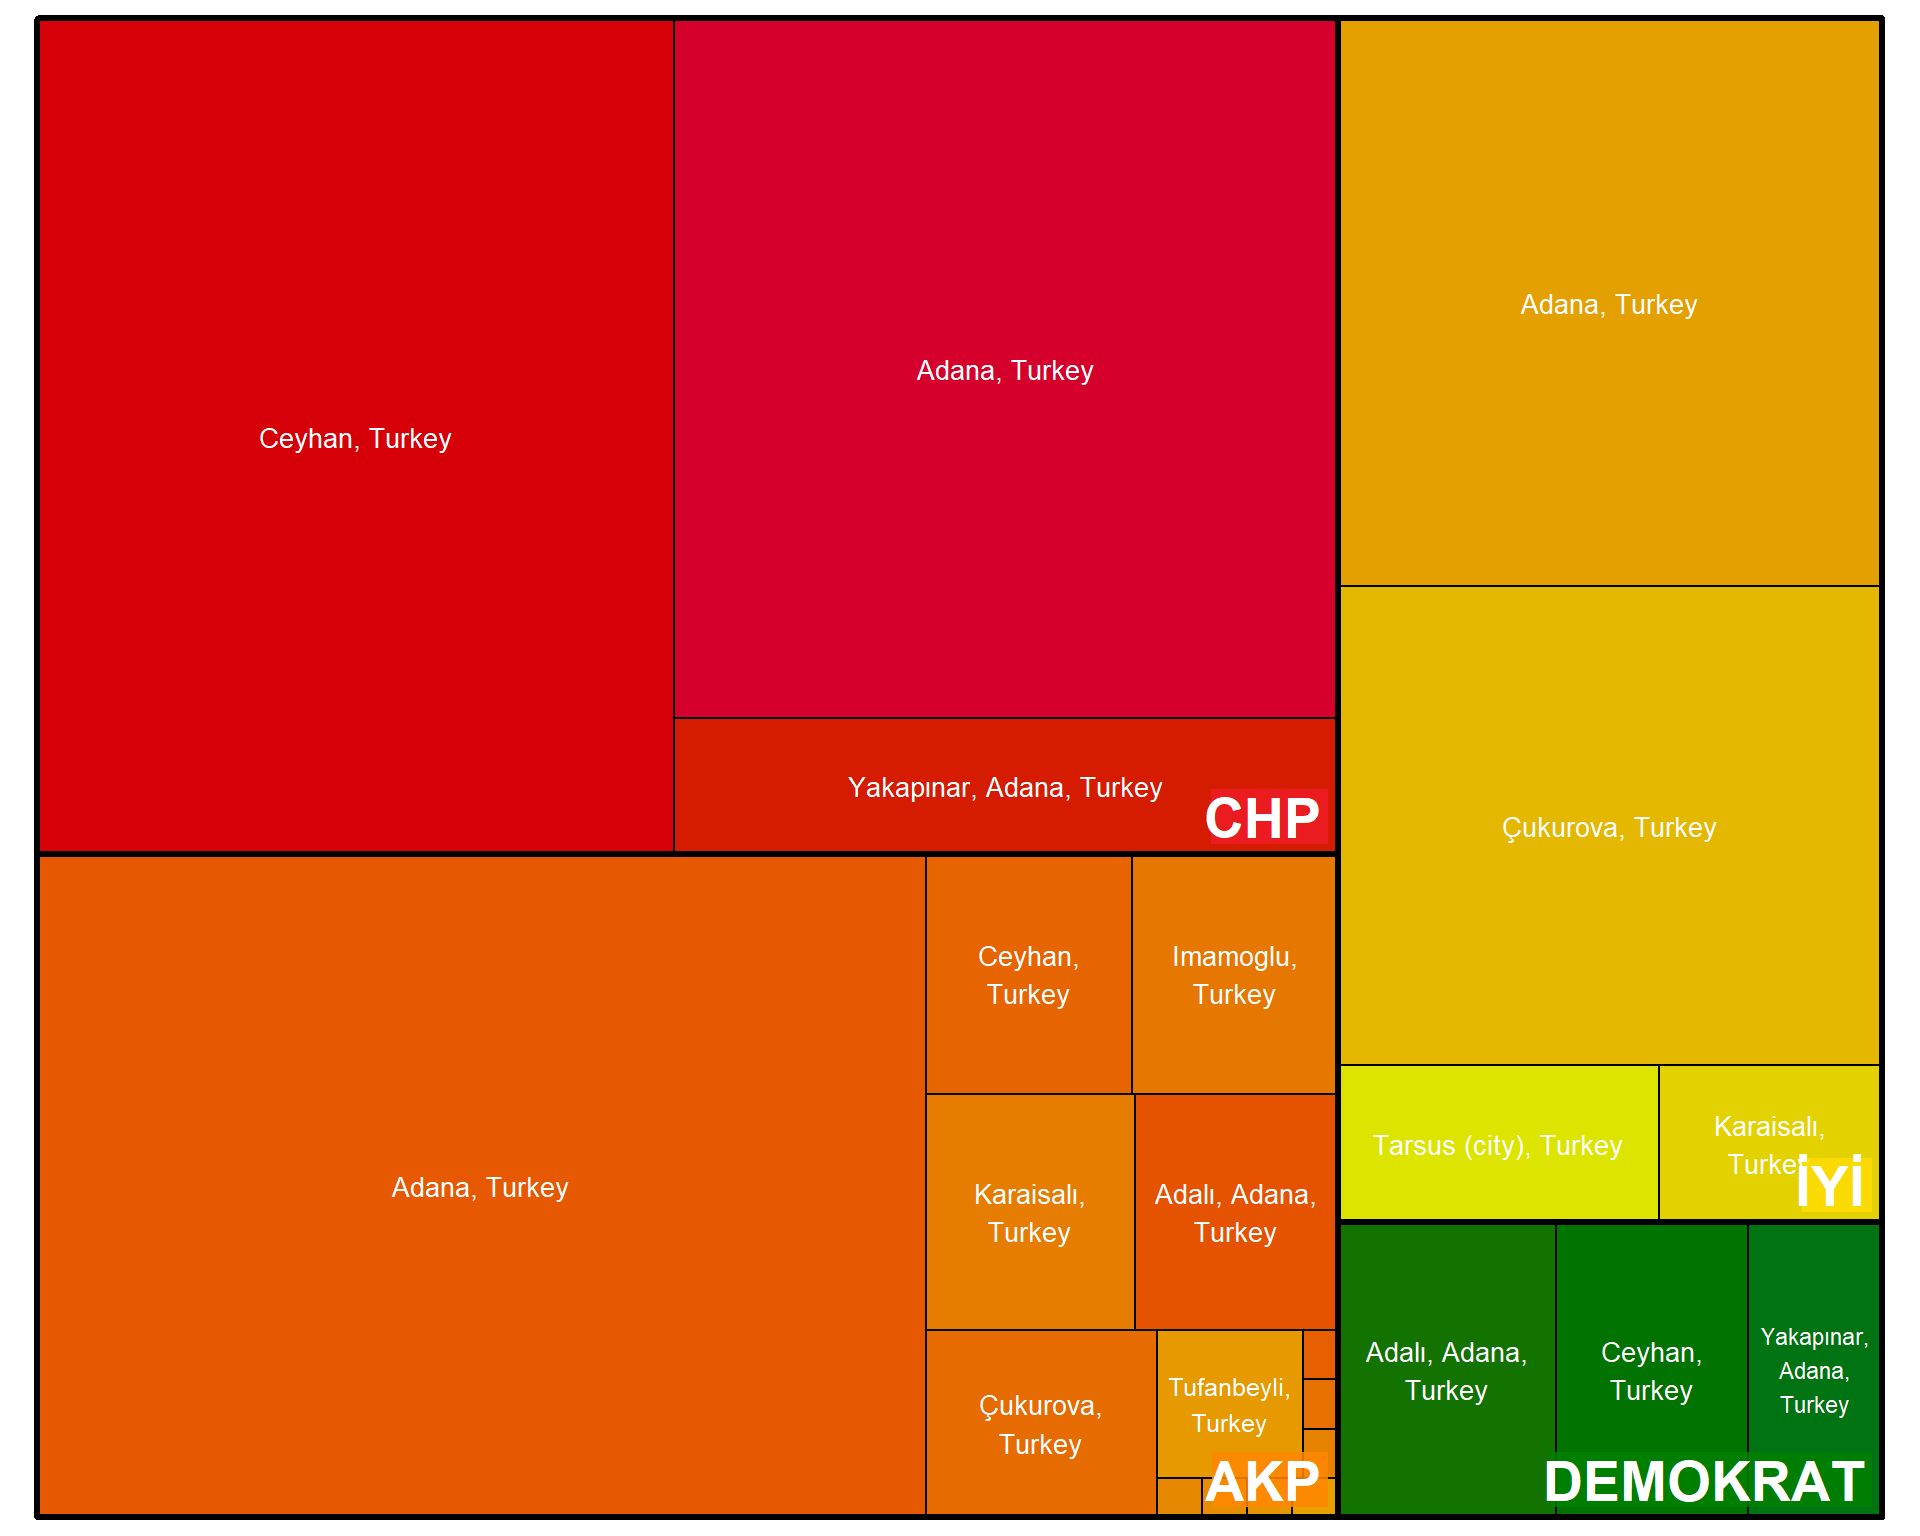 Ceyhan, Turkey
Adana, Turkey
Yakapınar, Adana, Turkey
CHP
Adana, Turkey
Ceyhan,
Turkey
Imamoglu,
Turkey
Karaisalı,
Turkey
Adalı, Adana,
Turkey
Çukurova,
Turkey
Tufanbeyli,
Turkey
AKP
Adana, Turkey
Çukurova, Turkey
Tarsus (city), Turkey
Karaisalı,
Turkey
İYİ
Adalı, Adana,
Turkey
Ceyhan,
Turkey
Yakapınar,
Adana,
Turkey
DEMOKRAT